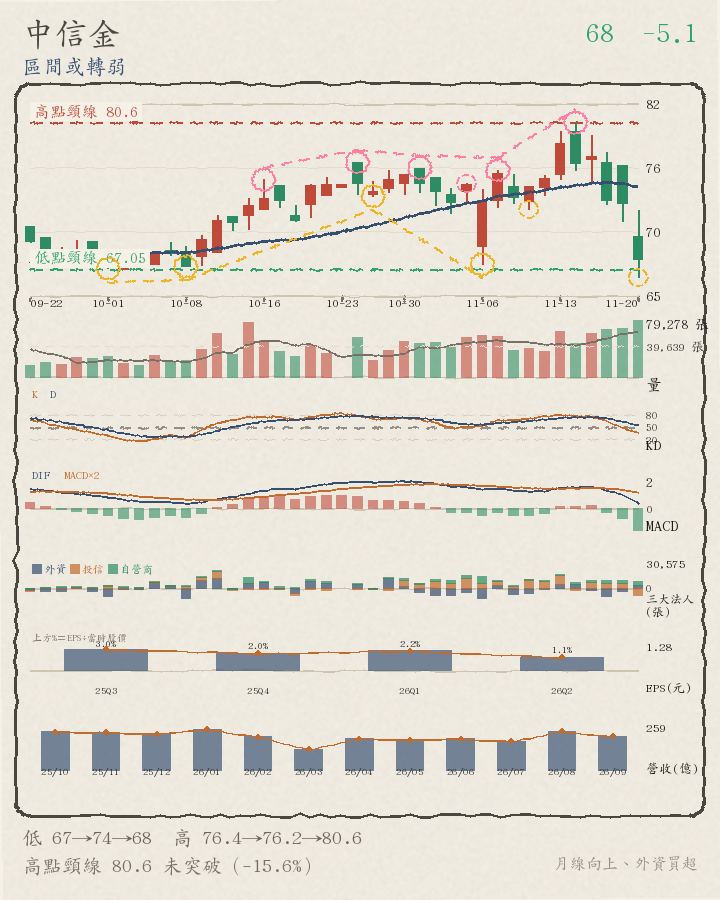 中信金
68 -5.1
區間或轉弱
高點頸線 80.6
82
76
70
65
低點頸線 67.05
09-22 10-01 10-08 10-16 10-23 10-30 11-06 11-13 11-20
79,278 張
39,639 張
量
K D
80
50
20
KD
DIF MACD×2
2
0
MACD
外資 投信 自營商
30,575
0
三大法人
(張)
上方%=EPS÷當時股價
3.0% 2.0% 2.2% 1.1%
1.28
25Q3 25Q4 26Q1 26Q2
EPS(元)
259
25/10 25/11 25/12 26/01 26/02 26/03 26/04 26/05 26/06 26/07 26/08 26/09
營收(億)
低 67→74→68 高 76.4→76.2→80.6
高點頸線 80.6 未突破 (-15.6%)
月線向上、外資買超